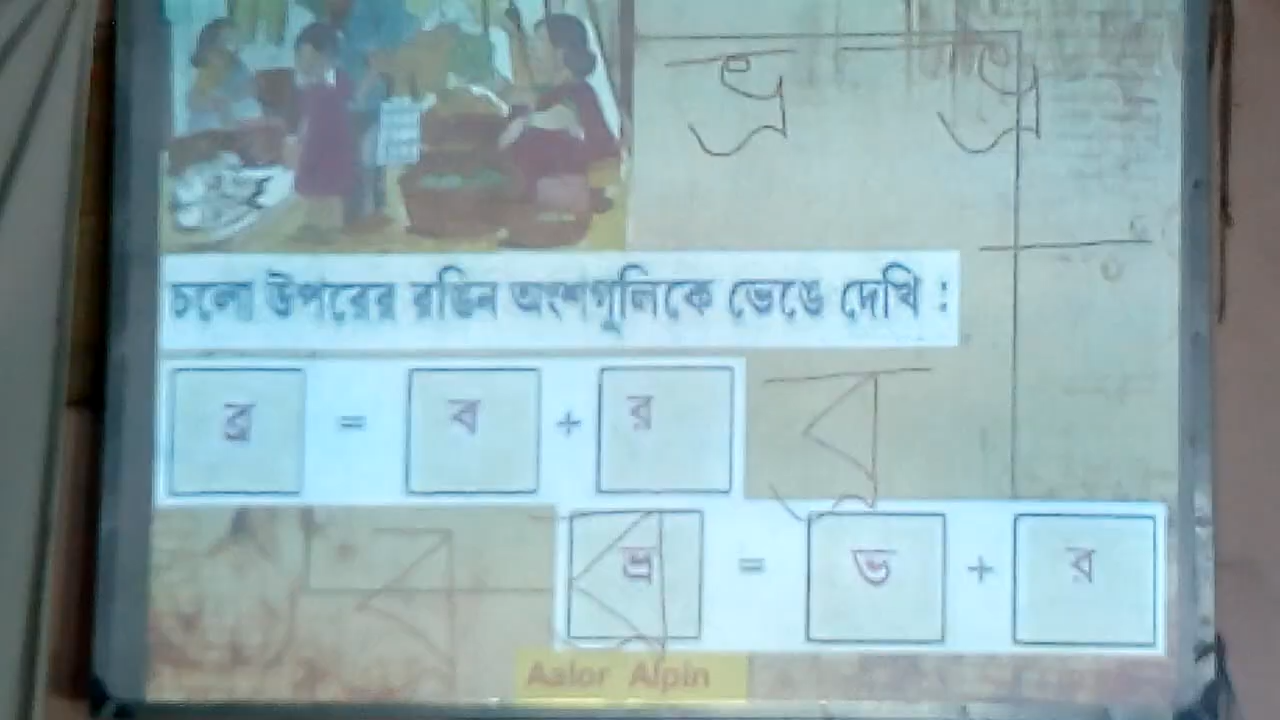 চলো উপরের রঙিন অংশগুলিকে ভেঙে দেখি :
ব্র = ব + র
ভ্র = ভ + র
Aalor Alpin